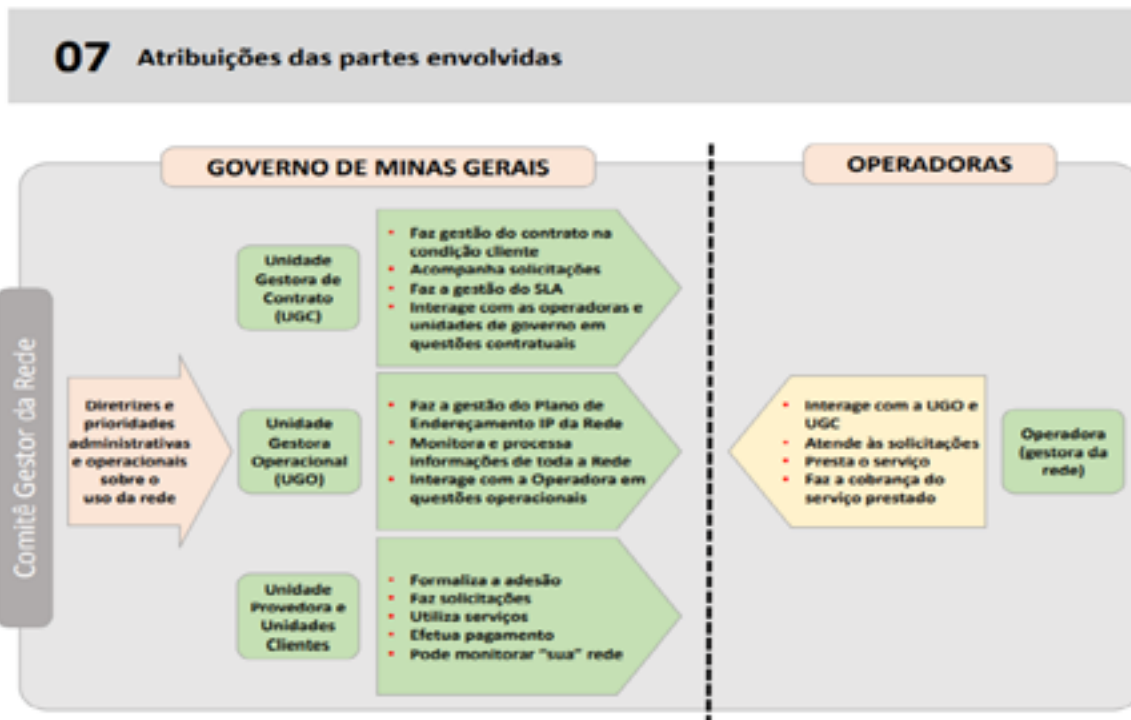 07 Atribuições das partes envolvidas
GOVERNO DE MINAS GERAIS
OPERADORAS
Comitê Gestor da Rede
Diretrizes e
prioridades
administrativas
e operacionais
sobre o
uso da rede
Unidade
Gestora de
Contrato
(UGC)
• Faz gestão do contrato na
condição cliente
• Acompanha solicitações
• Faz a gestão do SLA
• Interage com as operadoras e
unidades de governo em
questões contratuais
Unidade
Gestora
Operacional
(UGO)
• Faz a gestão do Plano de
Endereçamento IP da Rede
• Monitora e processa
informações de toda a Rede
• Interage com a Operadora em
questões operacionais
Unidade
Provedora e
Unidades
Clientes
• Formaliza a adesão
• Faz solicitações
• Utiliza serviços
• Efetua pagamento
• Pode monitorar "sua" rede
• Interage com a UGO e
UGC
• Atende às solicitações
• Presta o serviço
• Faz a cobrança do
serviço prestado
Operadora
(gestora da
rede)